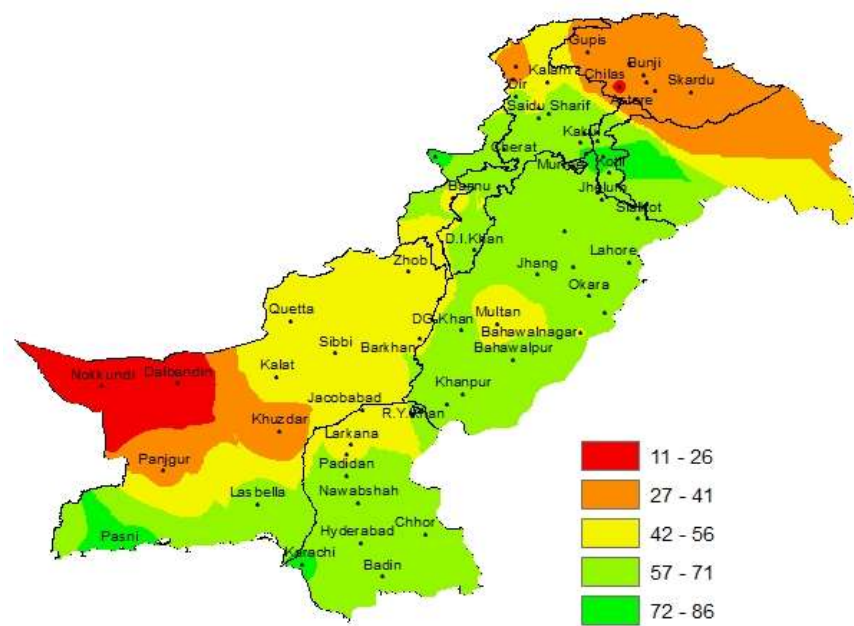 Gupis
Kalam
Chilas
Bunji
Skardu
Astore
Dir
Saidu Sharif
Kakul
Cherat
Kotli
Jhelum
Bannu
Sialkot
D.I.Khan
Lahore
Zhob
Jhang
Okara
Quetta
DG.Khan
Multan
Sibbi
Barkhan
Bahawalnagar
Bahawalpur
Nokkundi
Dalbandin
Kalat
Khanpur
Jacobabad
R.Y.Khan
Khuzdar
Larkana
Panjgur
Padidan
Lasbella
Nawabshah
Pasni
Hyderabad
Chhor
Karachi
Badin
11 - 26
27 - 41
42 - 56
57 - 71
72 - 86